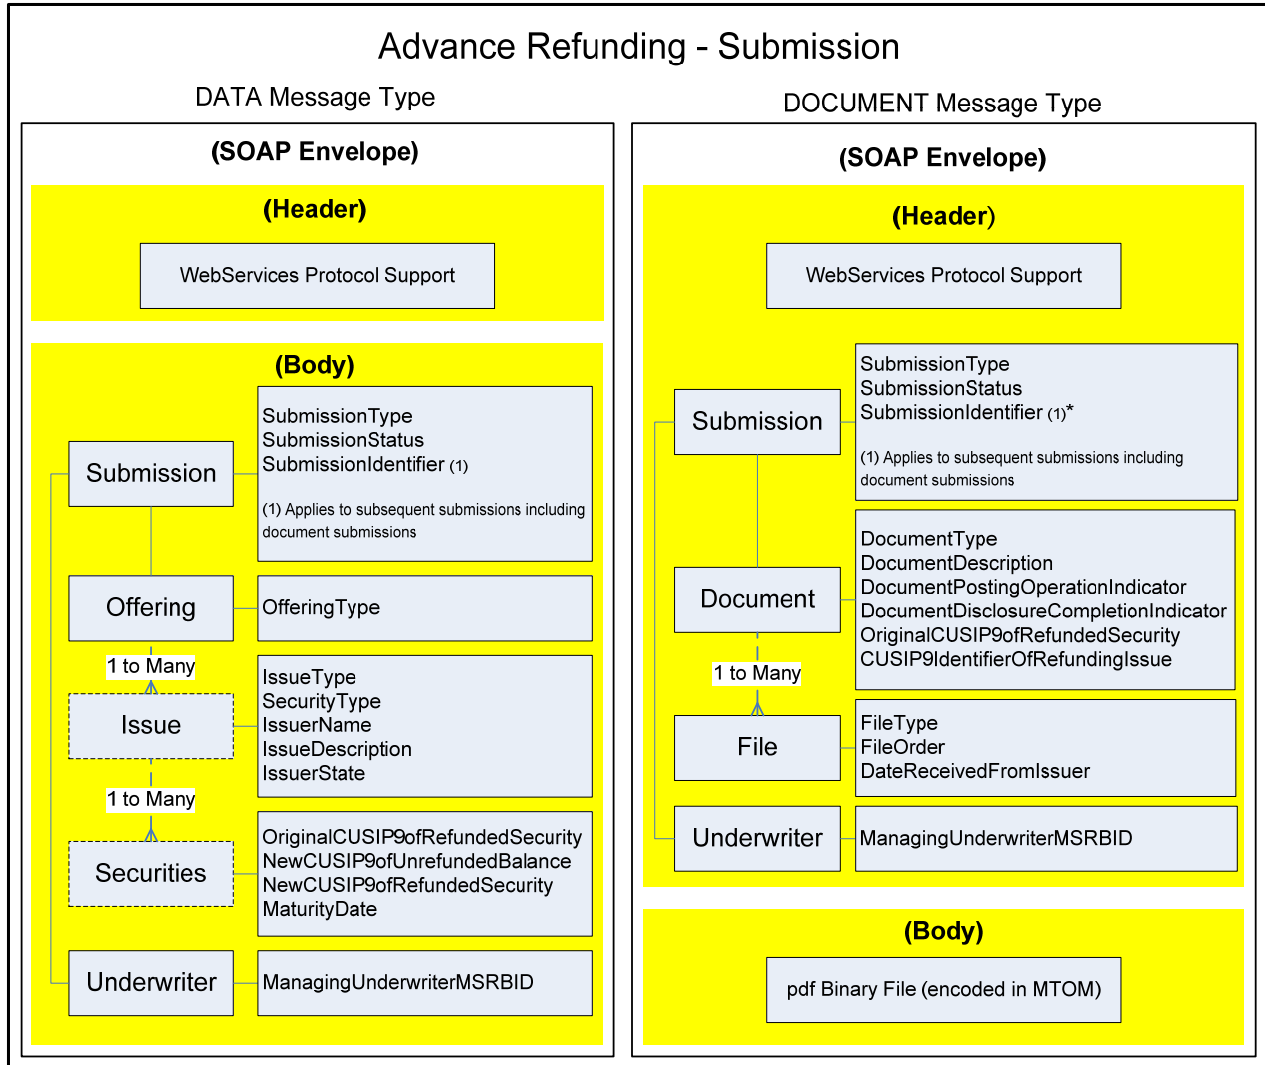 Advance Refunding - Submission
DATA Message Type
(SOAP Envelope)
(Header)
WebServices Protocol Support
(Body)
Submission
SubmissionType
SubmissionStatus
SubmissionIdentifier (1)
(1) Applies to subsequent submissions including
document submissions
Offering
OfferingType
1 to Many
Issue
IssueType
SecurityType
IssuerName
IssueDescription
IssuerState
1 to Many
Securities
OriginalCUSIP9ofRefundedSecurity
NewCUSIP9ofUnrefundedBalance
NewCUSIP9ofRefundedSecurity
MaturityDate
Underwriter
ManagingUnderwriterMSRBID
DOCUMENT Message Type
(SOAP Envelope)
(Header)
WebServices Protocol Support
Submission
SubmissionType
SubmissionStatus
SubmissionIdentifier (1)*
(1) Applies to subsequent submissions including
document submissions
Document
DocumentType
DocumentDescription
DocumentPostingOperationIndicator
DocumentDisclosureCompletionIndicator
OriginalCUSIP9ofRefundedSecurity
CUSIP9IdentifierOfRefundingIssue
1 to Many
File
FileType
FileOrder
DateReceivedFromIssuer
Underwriter
ManagingUnderwriterMSRBID
(Body)
pdf Binary File (encoded in MTOM)